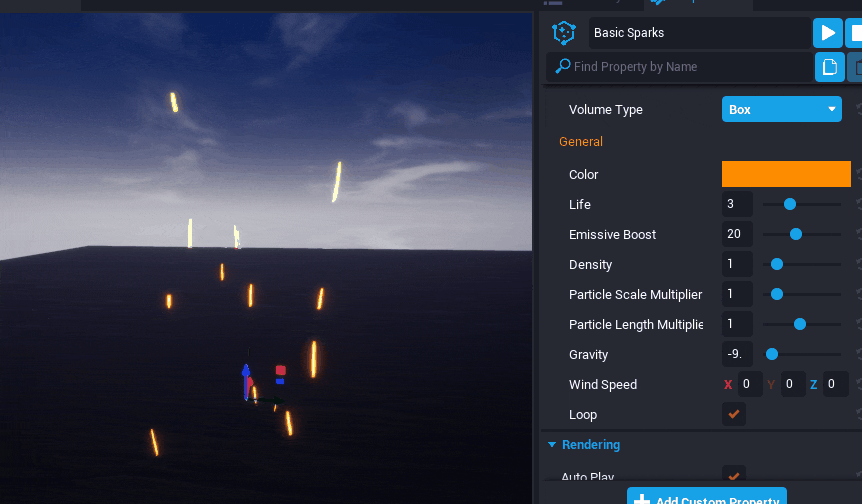 Basic Sparks
Find Property by Name
Volume Type Box
General
Color
Life 3
Emissive Boost 20
Density 1
Particle Scale Multiplier 1
Particle Length Multiplie 1
Gravity -9.
Wind Speed X 0 Y 0 Z 0
Loop
Rendering
Auto Play
Add Custom Property